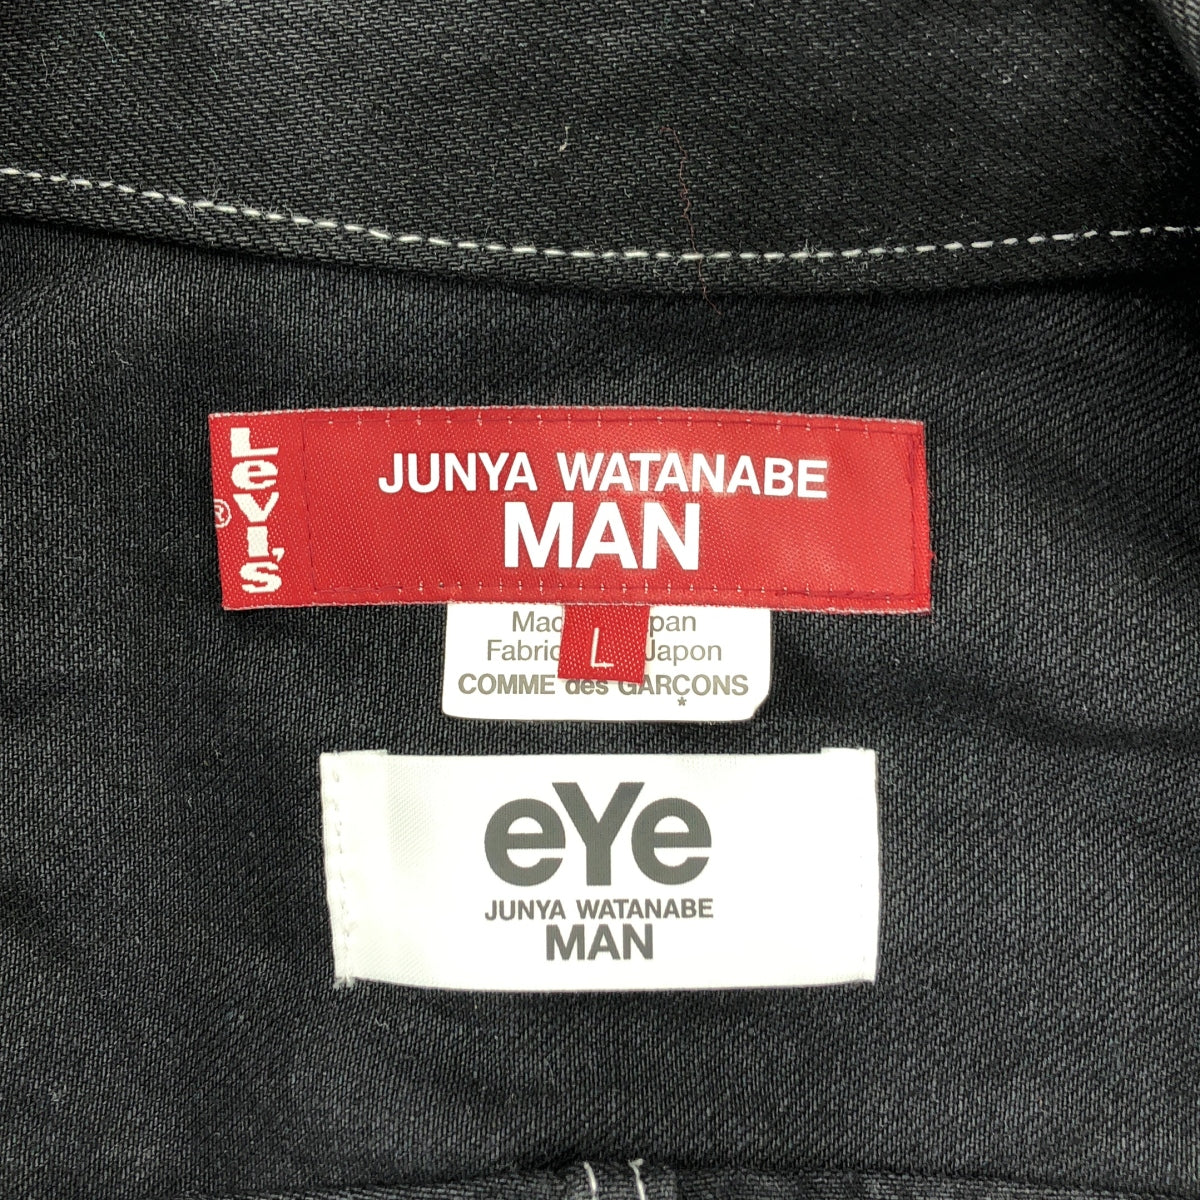 Levi's
®
JUNYA WATANABE
MAN
L
COMME des GARÇONS
*
eYe
JUNYA WATANABE
MAN